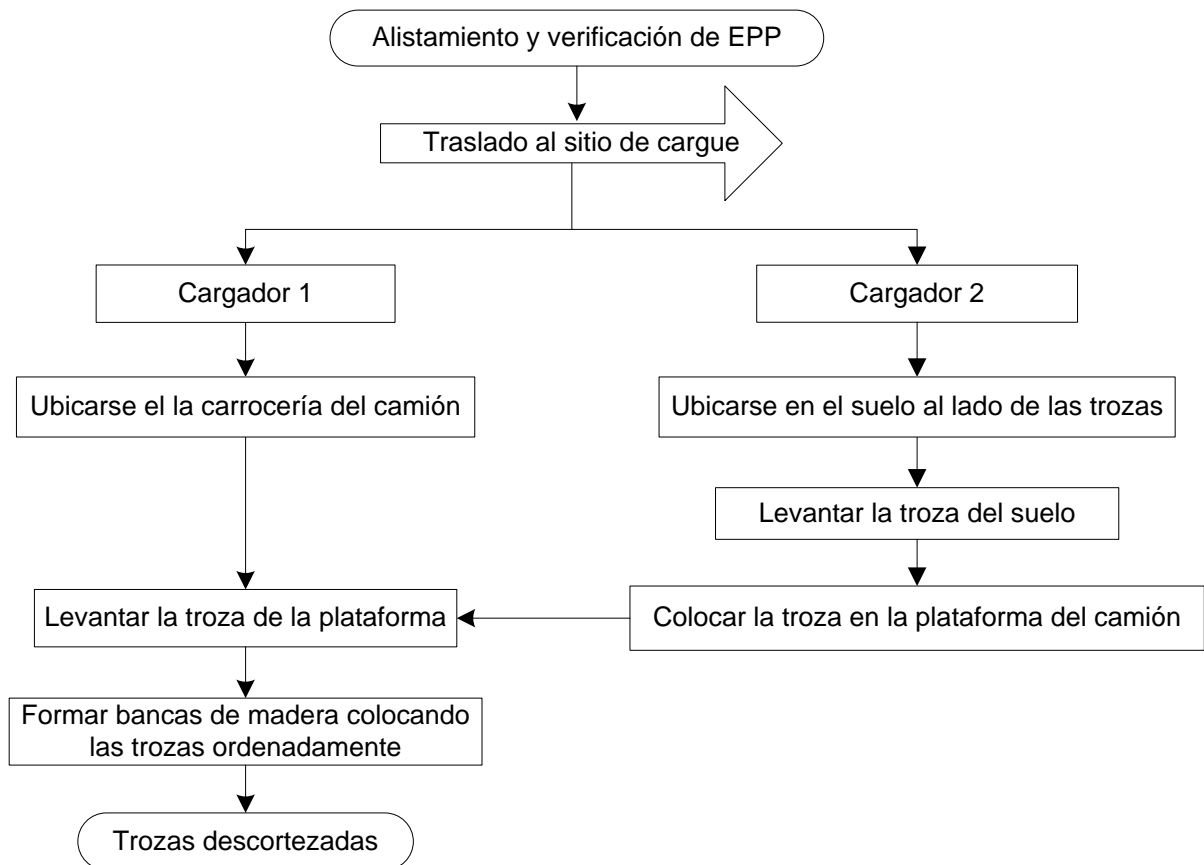 Alistamiento y verificación de EPP
Traslado al sitio de cargue
Cargador 1
Cargador 2
Ubicarse el la carrocería del camión
Ubicarse en el suelo al lado de las trozas
Levantar la troza del suelo
Levantar la troza de la plataforma
Colocar la troza en la plataforma del camión
Formar bancas de madera colocando
las trozas ordenadamente
Trozas descortezadas